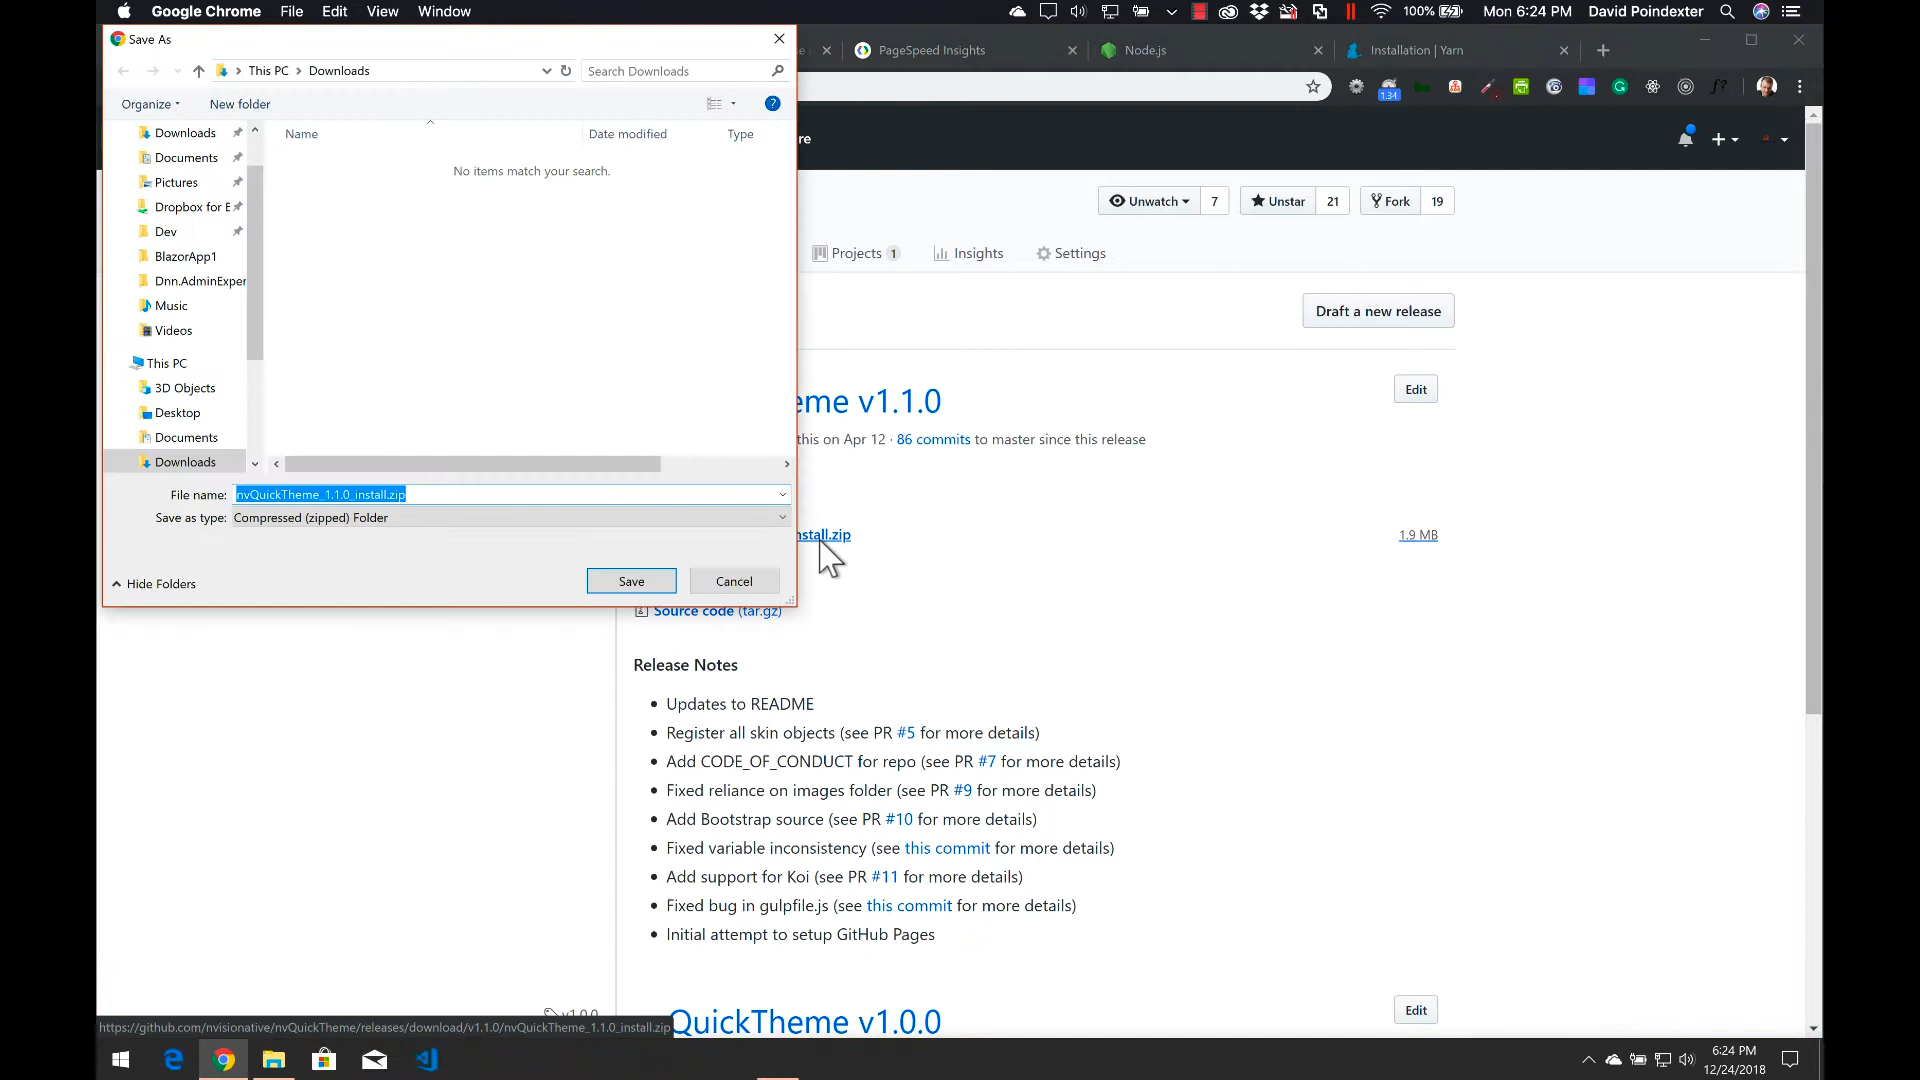 Google Chrome File Edit View Window 100% Mon 6:24 PM David Poindexter
Save As
PageSpeed Insights Node.js Installation | Yarn
This PC Downloads Search Downloads
1.34
Organize New folder
Name Date modified Type
No items match your search.
Downloads
Documents
Pictures
Dropbox for E
Dev
BlazorApp1
Dnn.AdminExper
Music
Videos
This PC
3D Objects
Desktop
Documents
Downloads
File name: nvQuickTheme_1.1.0_install.zip
Save as type: Compressed (zipped) Folder
Hide Folders Save Cancel
re
Unwatch 7 Unstar 21 Fork 19
Projects 1 Insights Settings
Draft a new release
eme v1.1.0 Edit
this on Apr 12 · 86 commits to master since this release
nstall.zip 1.9 MB
Source code (tar.gz)
Release Notes
Updates to README
Register all skin objects (see PR #5 for more details)
Add CODE_OF_CONDUCT for repo (see PR #7 for more details)
Fixed reliance on images folder (see PR #9 for more details)
Add Bootstrap source (see PR #10 for more details)
Fixed variable inconsistency (see this commit for more details)
Add support for Koi (see PR #11 for more details)
Fixed bug in gulpfile.js (see this commit for more details)
Initial attempt to setup GitHub Pages
v1.0.0
QuickTheme v1.0.0 Edit
https://github.com/nvisionative/nvQuickTheme/releases/download/v1.1.0/nvQuickTheme_1.1.0_install.zip
6:24 PM
12/24/2018